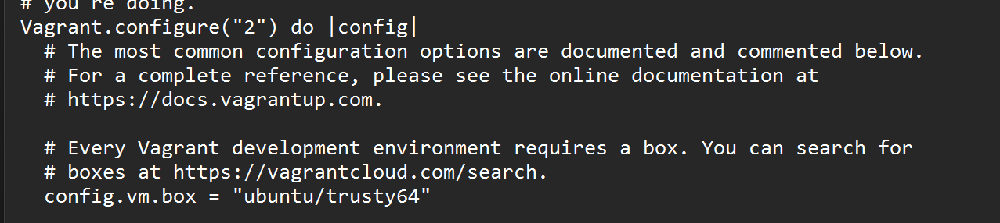 # you're doing.
Vagrant.configure("2") do |config|
  # The most common configuration options are documented and commented below.
  # For a complete reference, please see the online documentation at
  # https://docs.vagrantup.com.

  # Every Vagrant development environment requires a box. You can search for
  # boxes at https://vagrantcloud.com/search.
  config.vm.box = "ubuntu/trusty64"